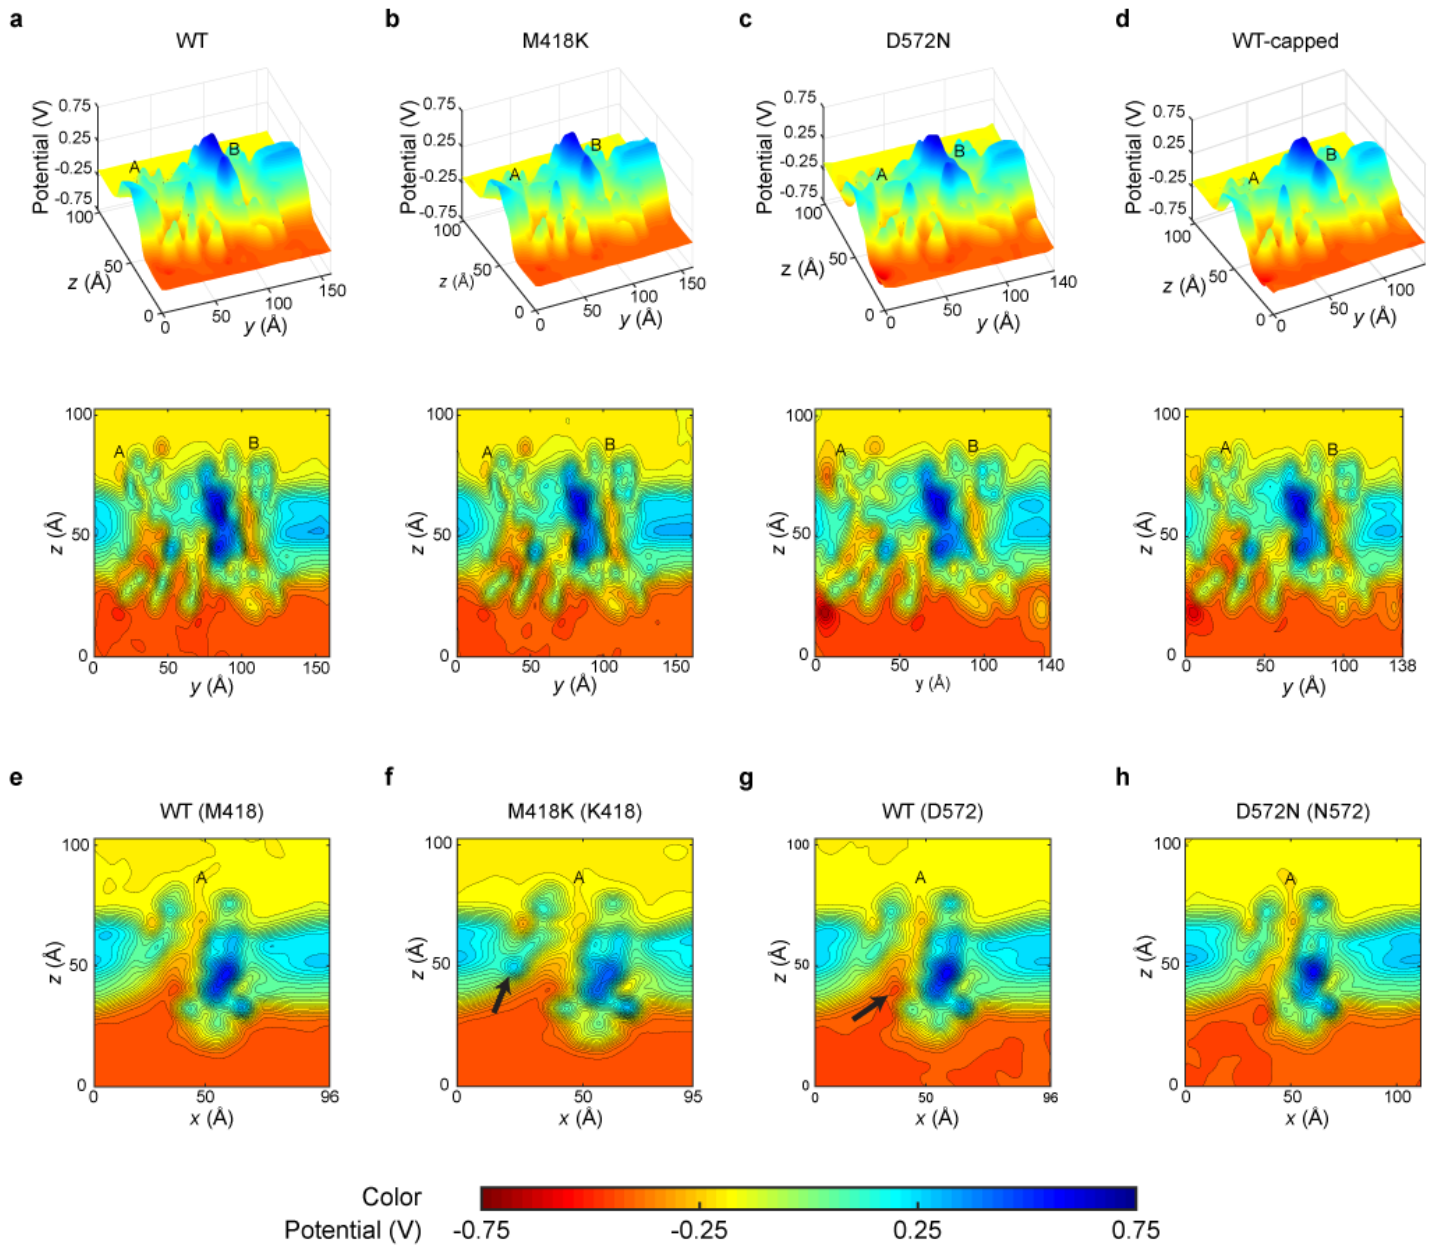 a b c d
WT M418K D572N WT-capped
Potential (V) 0.75 0.25 -0.25 -0.75 100 50 0 z (Å) 0 50 100 150 y (Å) A B
Potential (V) 0.75 0.25 -0.25 -0.75 100 50 0 z (Å) 0 50 100 150 y (Å) A B
Potential (V) 0.75 0.25 -0.25 -0.75 100 50 0 z (Å) 0 50 100 140 y (Å) A B
Potential (V) 0.75 0.25 -0.25 -0.75 100 50 0 z (Å) 0 50 100 y (Å) A B
100 50 0 z (Å) A B 0 50 100 150 y (Å)
100 50 0 z (Å) A B 0 50 100 150 y (Å)
100 50 0 z (Å) A B 0 50 100 140 y (Å)
100 50 0 z (Å) A B 0 50 100 138 y (Å)
e f g h
WT (M418) M418K (K418) WT (D572) D572N (N572)
100 50 0 z (Å) A 0 50 96 x (Å)
100 50 0 z (Å) A 0 50 95 x (Å)
100 50 0 z (Å) A 0 50 96 x (Å)
100 50 0 z (Å) A 0 50 100 x (Å)
Color
Potential (V) -0.75 -0.25 0.25 0.75